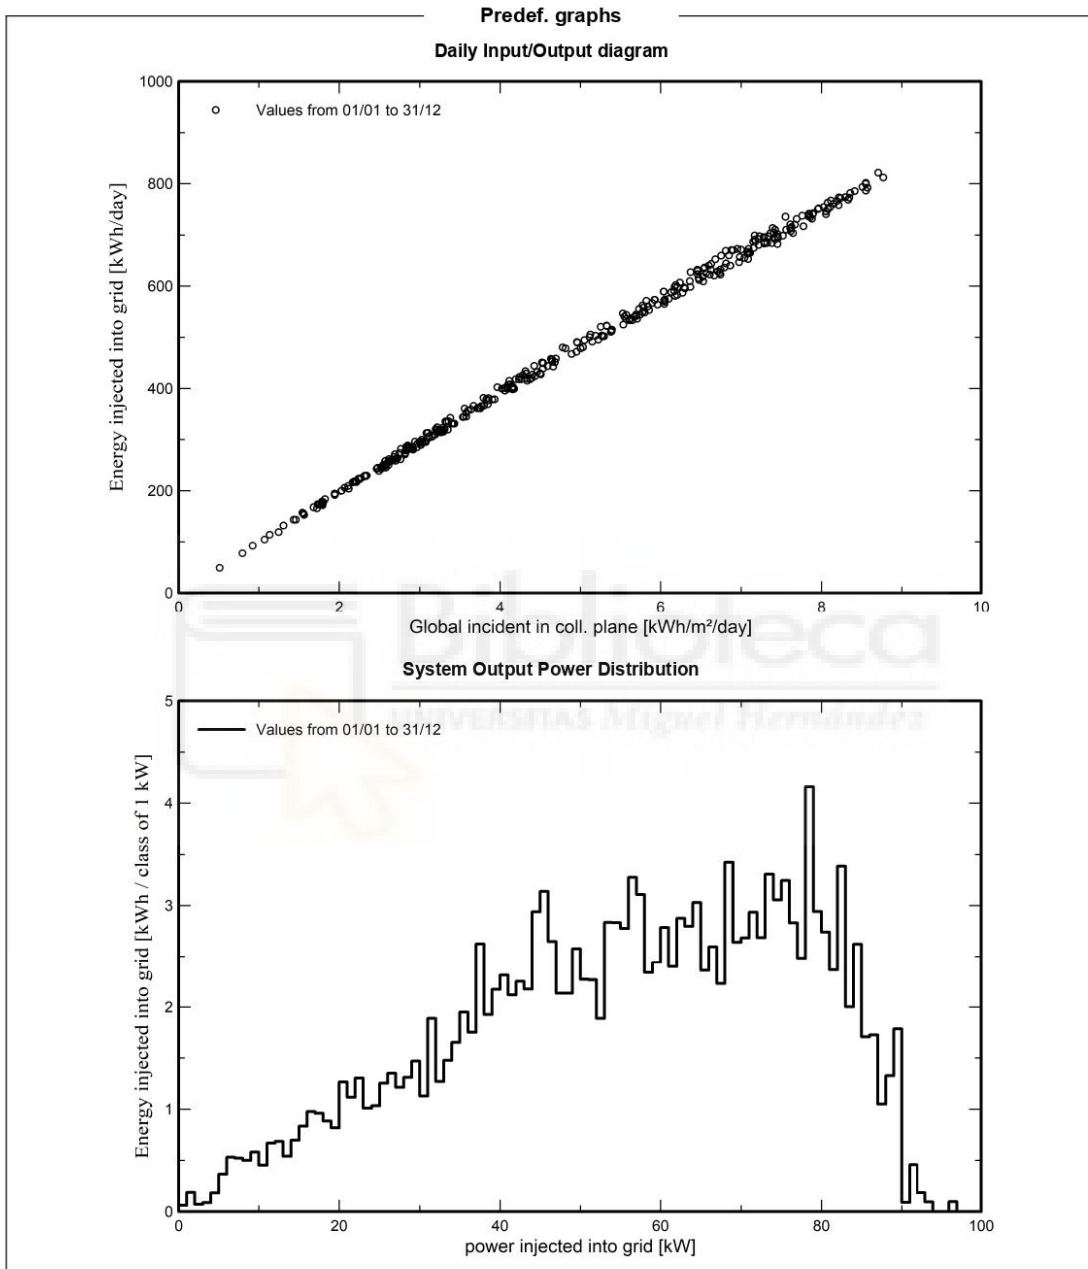 Predef. graphs
Daily Input/Output diagram
1000
Values from 01/01 to 31/12
800
600
400
200
0
Energy injected into grid [kWh/day]
0 2 4 6 8 10
Global incident in coll. plane [kWh/m²/day]
Biblioteca
UNIVERSITAS Miguel Hernández
System Output Power Distribution
5
Values from 01/01 to 31/12
4
3
2
1
0
Energy injected into grid [kWh / class of 1 kW]
0 20 40 60 80 100
power injected into grid [kW]